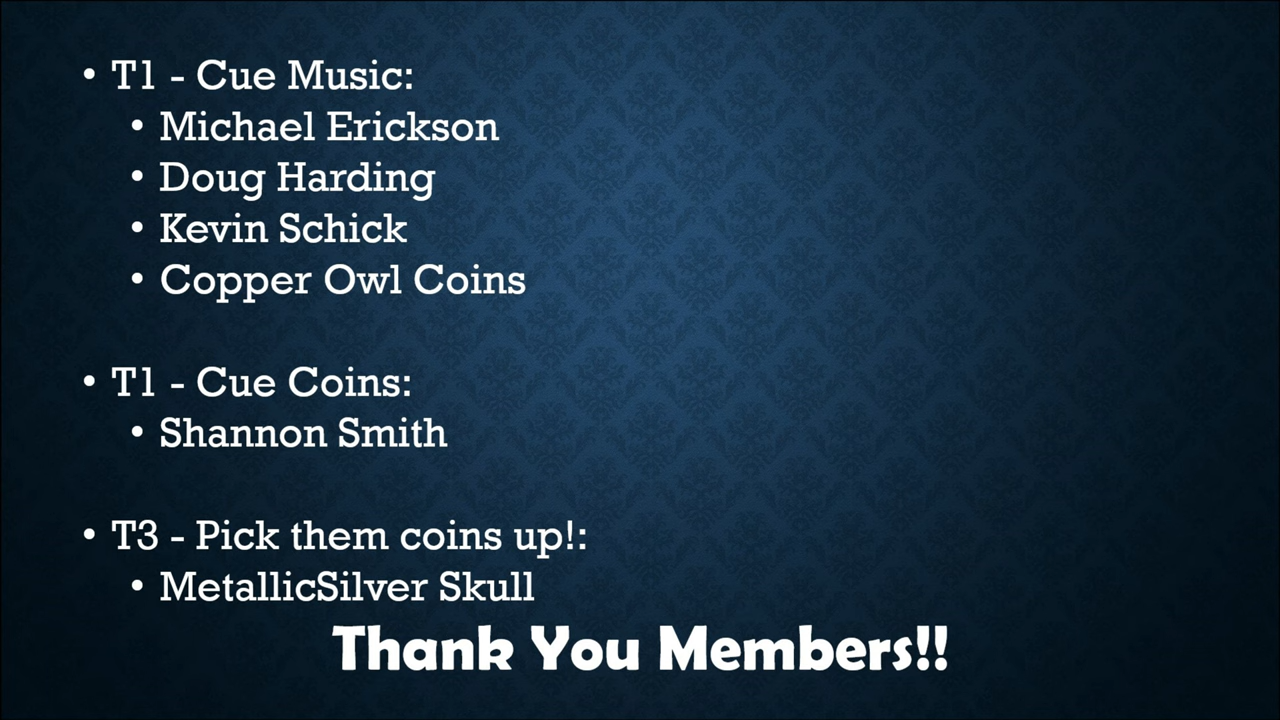 • T1 - Cue Music:
• Michael Erickson
• Doug Harding
• Kevin Schick
• Copper Owl Coins
• T1 - Cue Coins:
• Shannon Smith
• T3 - Pick them coins up!:
• MetallicSilver Skull
Thank You Members!!